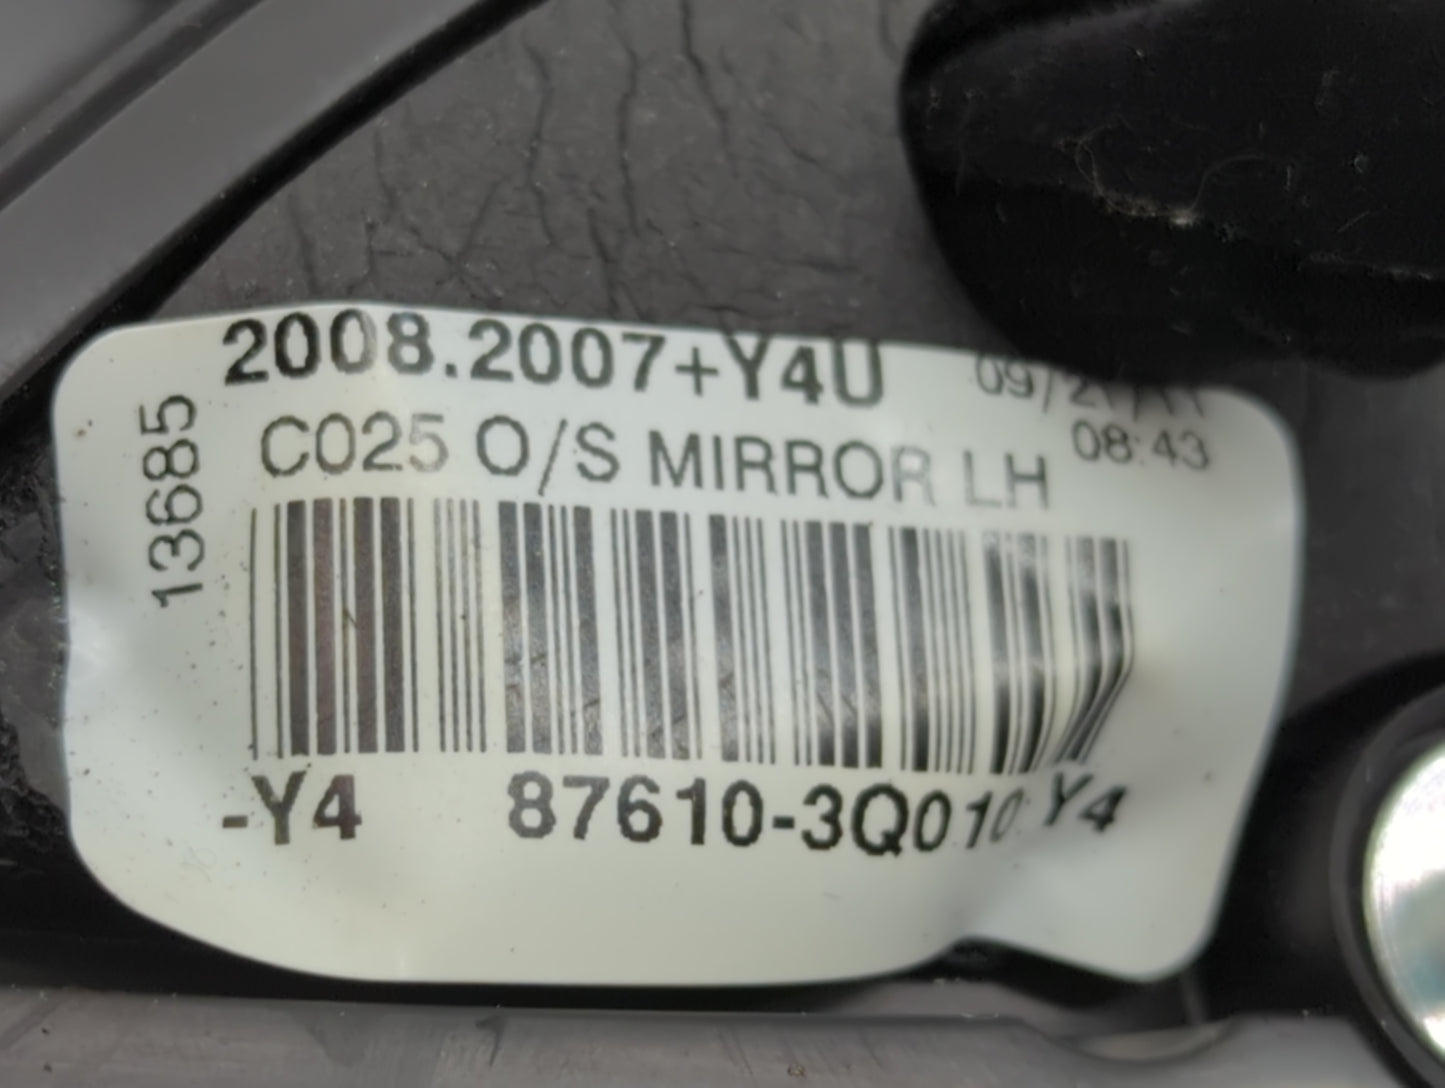 2008.2007+Y4U
08:43
C025 O/S MIRROR LH
13685
-Y4 87610-3Q010 Y4